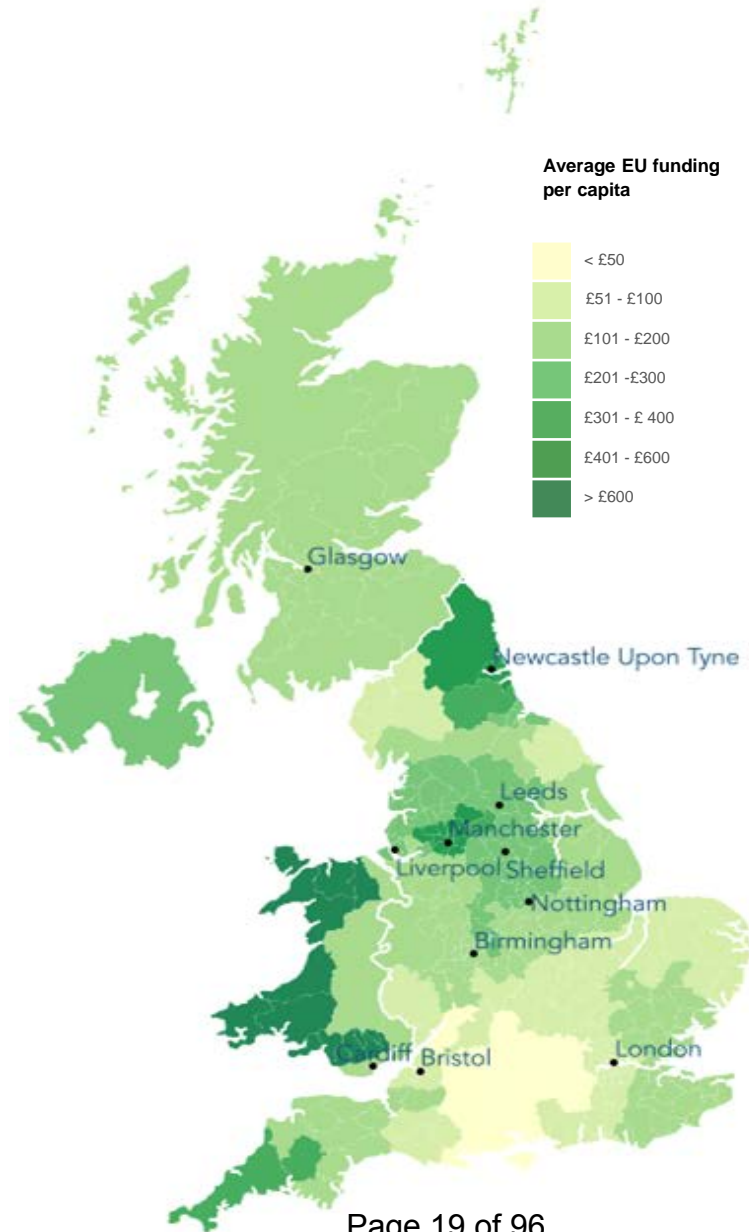 Average EU funding
per capita
< £50
£51 - £100
£101 - £200
£201 -£300
£301 - £ 400
£401 - £600
> £600
Glasgow
Newcastle Upon Tyne
Leeds
Manchester
Liverpool
Sheffield
Nottingham
Birmingham
Cardiff
Bristol
London
Page 19 of 96